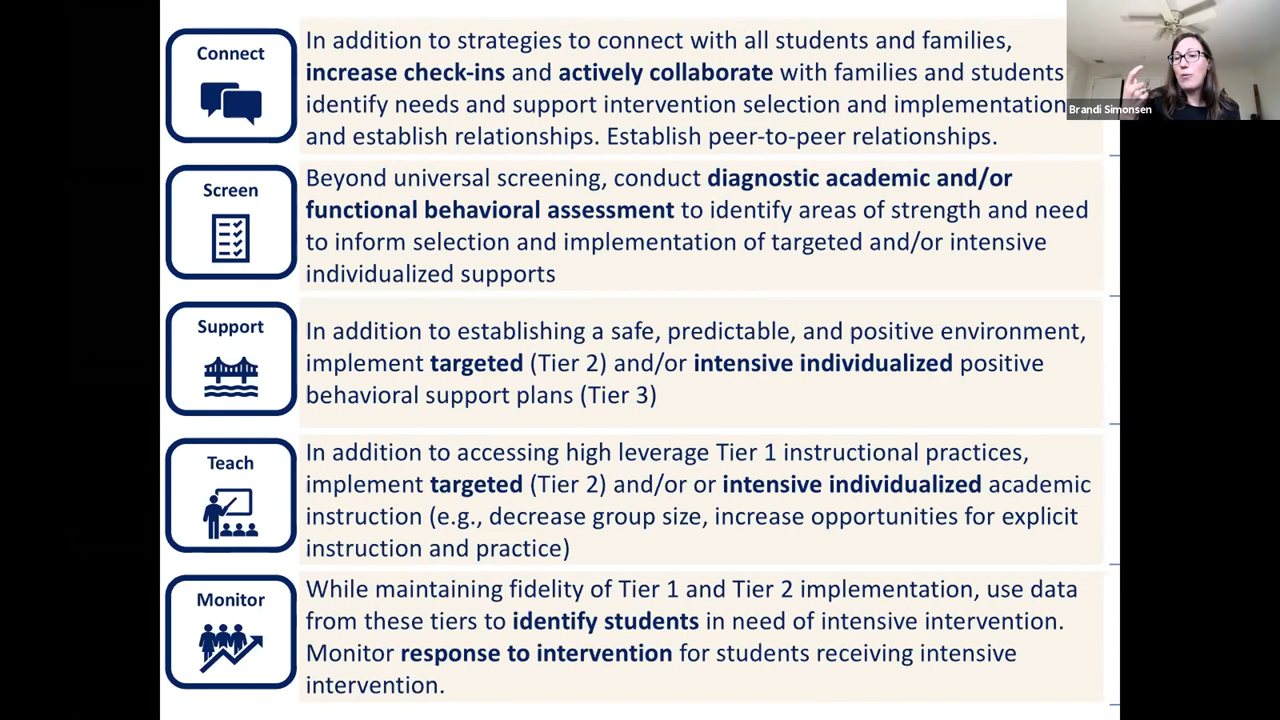 Connect
In addition to strategies to connect with all students and families,
increase check-ins and actively collaborate with families and students
identify needs and support intervention selection and implementation
and establish relationships. Establish peer-to-peer relationships.
Brandi Simonsen
Screen
Beyond universal screening, conduct diagnostic academic and/or
functional behavioral assessment to identify areas of strength and need
to inform selection and implementation of targeted and/or intensive
individualized supports
Support
In addition to establishing a safe, predictable, and positive environment,
implement targeted (Tier 2) and/or intensive individualized positive
behavioral support plans (Tier 3)
Teach
In addition to accessing high leverage Tier 1 instructional practices,
implement targeted (Tier 2) and/or or intensive individualized academic
instruction (e.g., decrease group size, increase opportunities for explicit
instruction and practice)
Monitor
While maintaining fidelity of Tier 1 and Tier 2 implementation, use data
from these tiers to identify students in need of intensive intervention.
Monitor response to intervention for students receiving intensive
intervention.